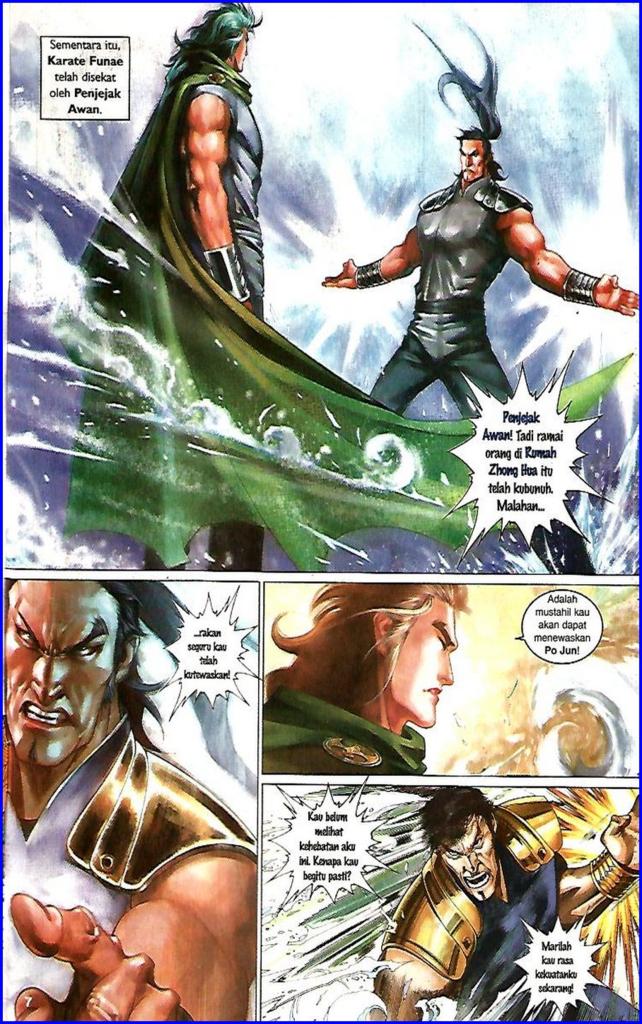 Sementara itu,
Karate Funae
telah disekat
oleh Penjejak
Awan.
Penjejak
Awan! Tadi ramai
orang di Rumah
Zhong Hua itu
telah kubunuh.
Malahan...
...rakan
seguru kau
telah
kutewaskan!
Adalah
mustahil kau
akan dapat
menewaskan
Po Jun!
Kau belum
melihat
kehebatan aku
ini. Kenapa kau
begitu pasti?
Marilah
kau rasa
kekuatanku
sekarang!
7